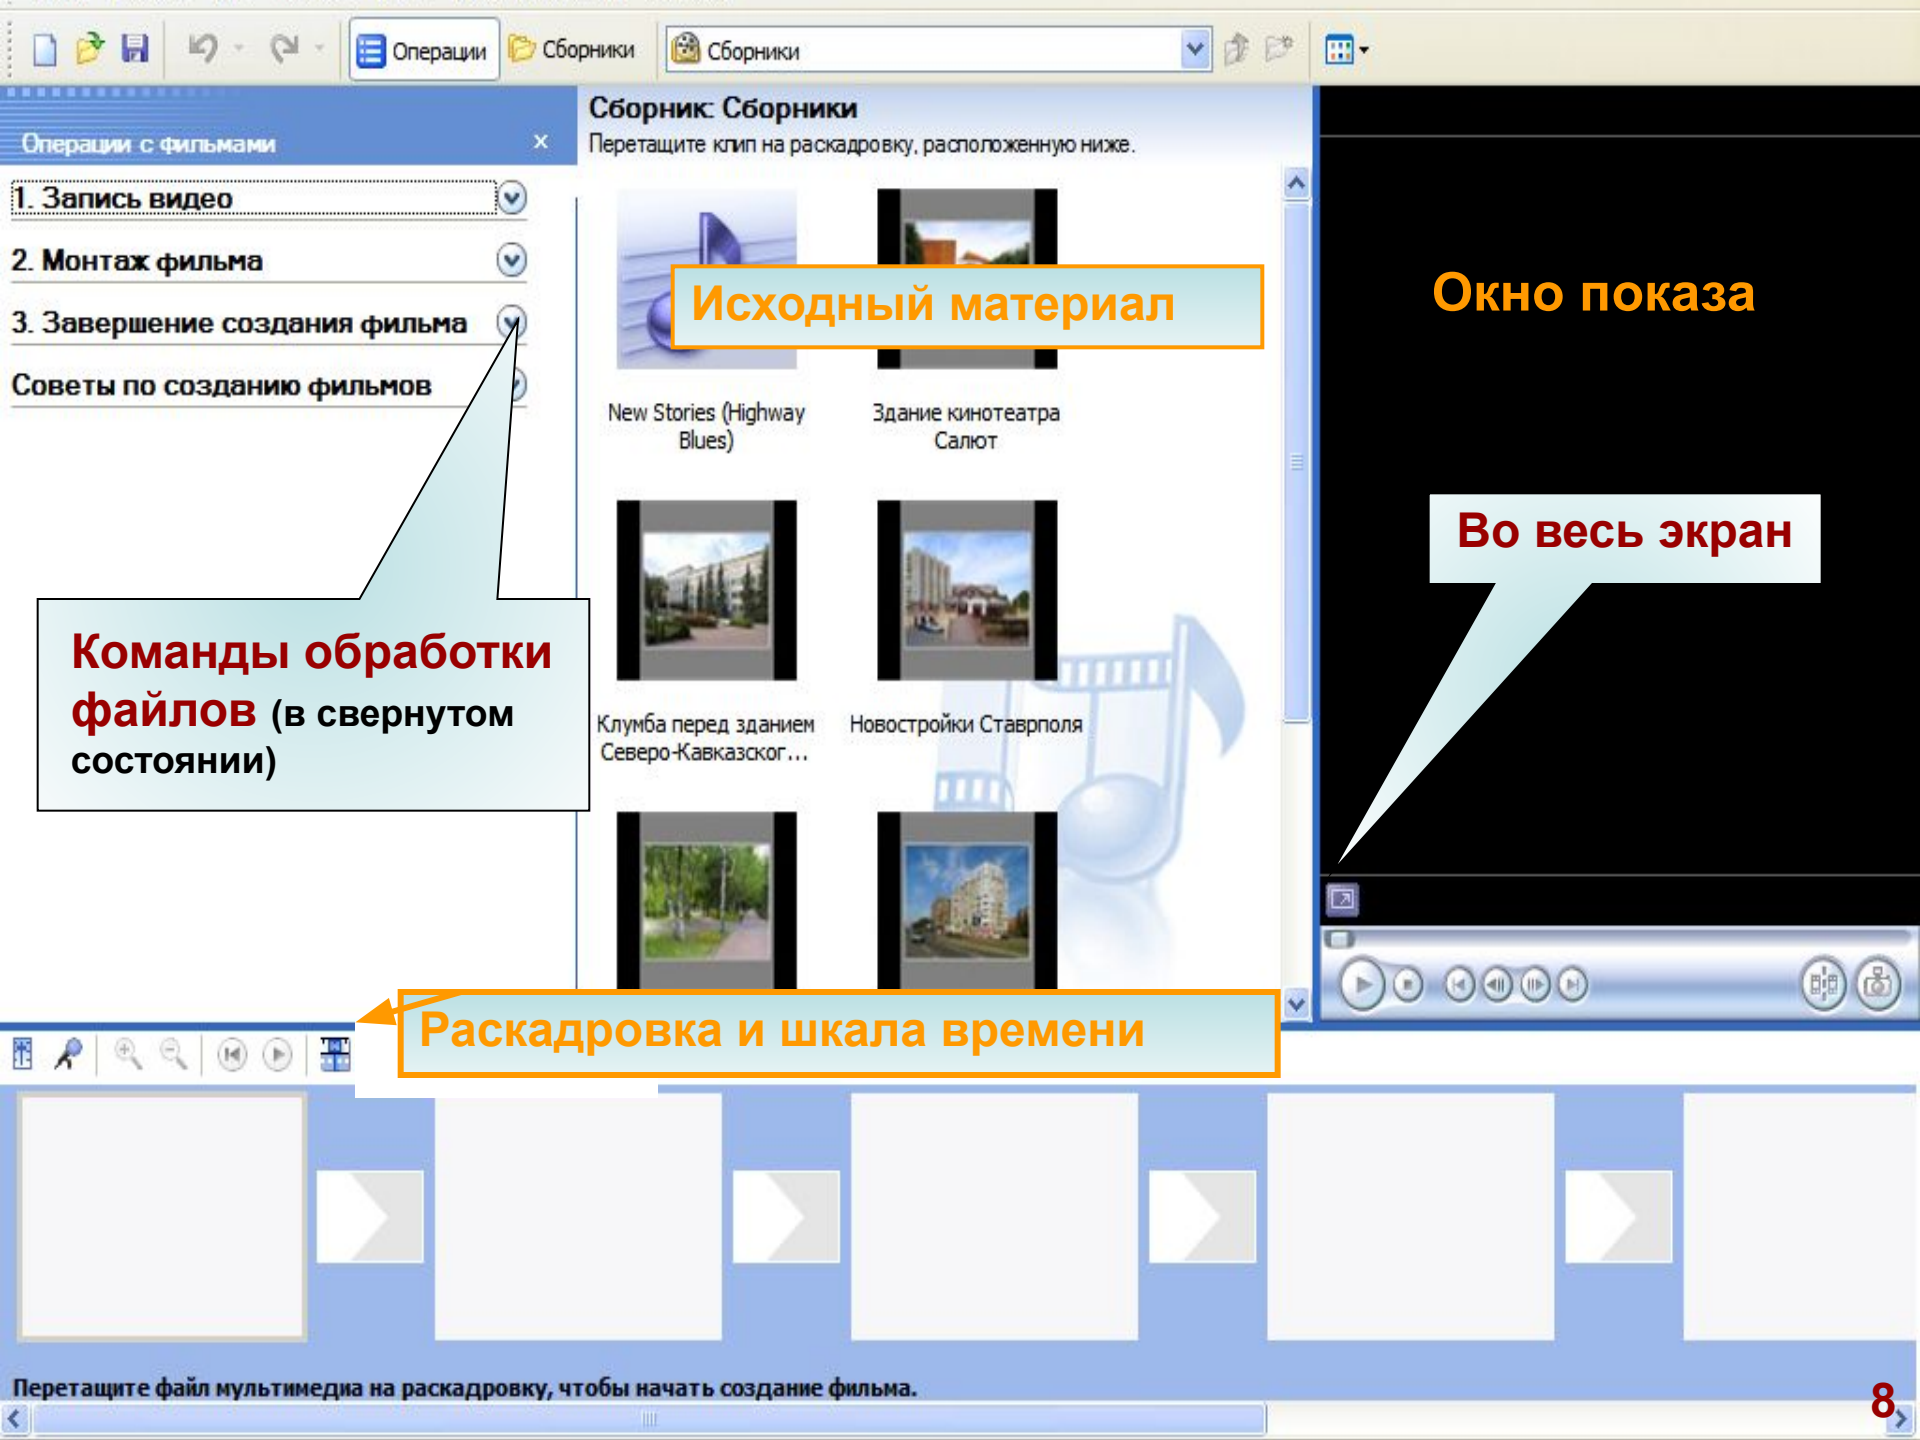 Операции
Сборники
Сборники
Операции с фильмами
x
1. Запись видео
2. Монтаж фильма
3. Завершение создания фильма
Советы по созданию фильмов
Сборник: Сборники
Перетащите клип на раскадровку, расположенную ниже.
Исходный материал
New Stories (Highway
Blues)
Здание кинотеатра
Салют
Клумба перед зданием
Северо-Кавказског...
Новостройки Ставрполя
Окно показа
Во весь экран
Команды обработки
файлов (в свернутом
состоянии)
Раскадровка и шкала времени
Перетащите файл мультимедиа на раскадровку, чтобы начать создание фильма.
8